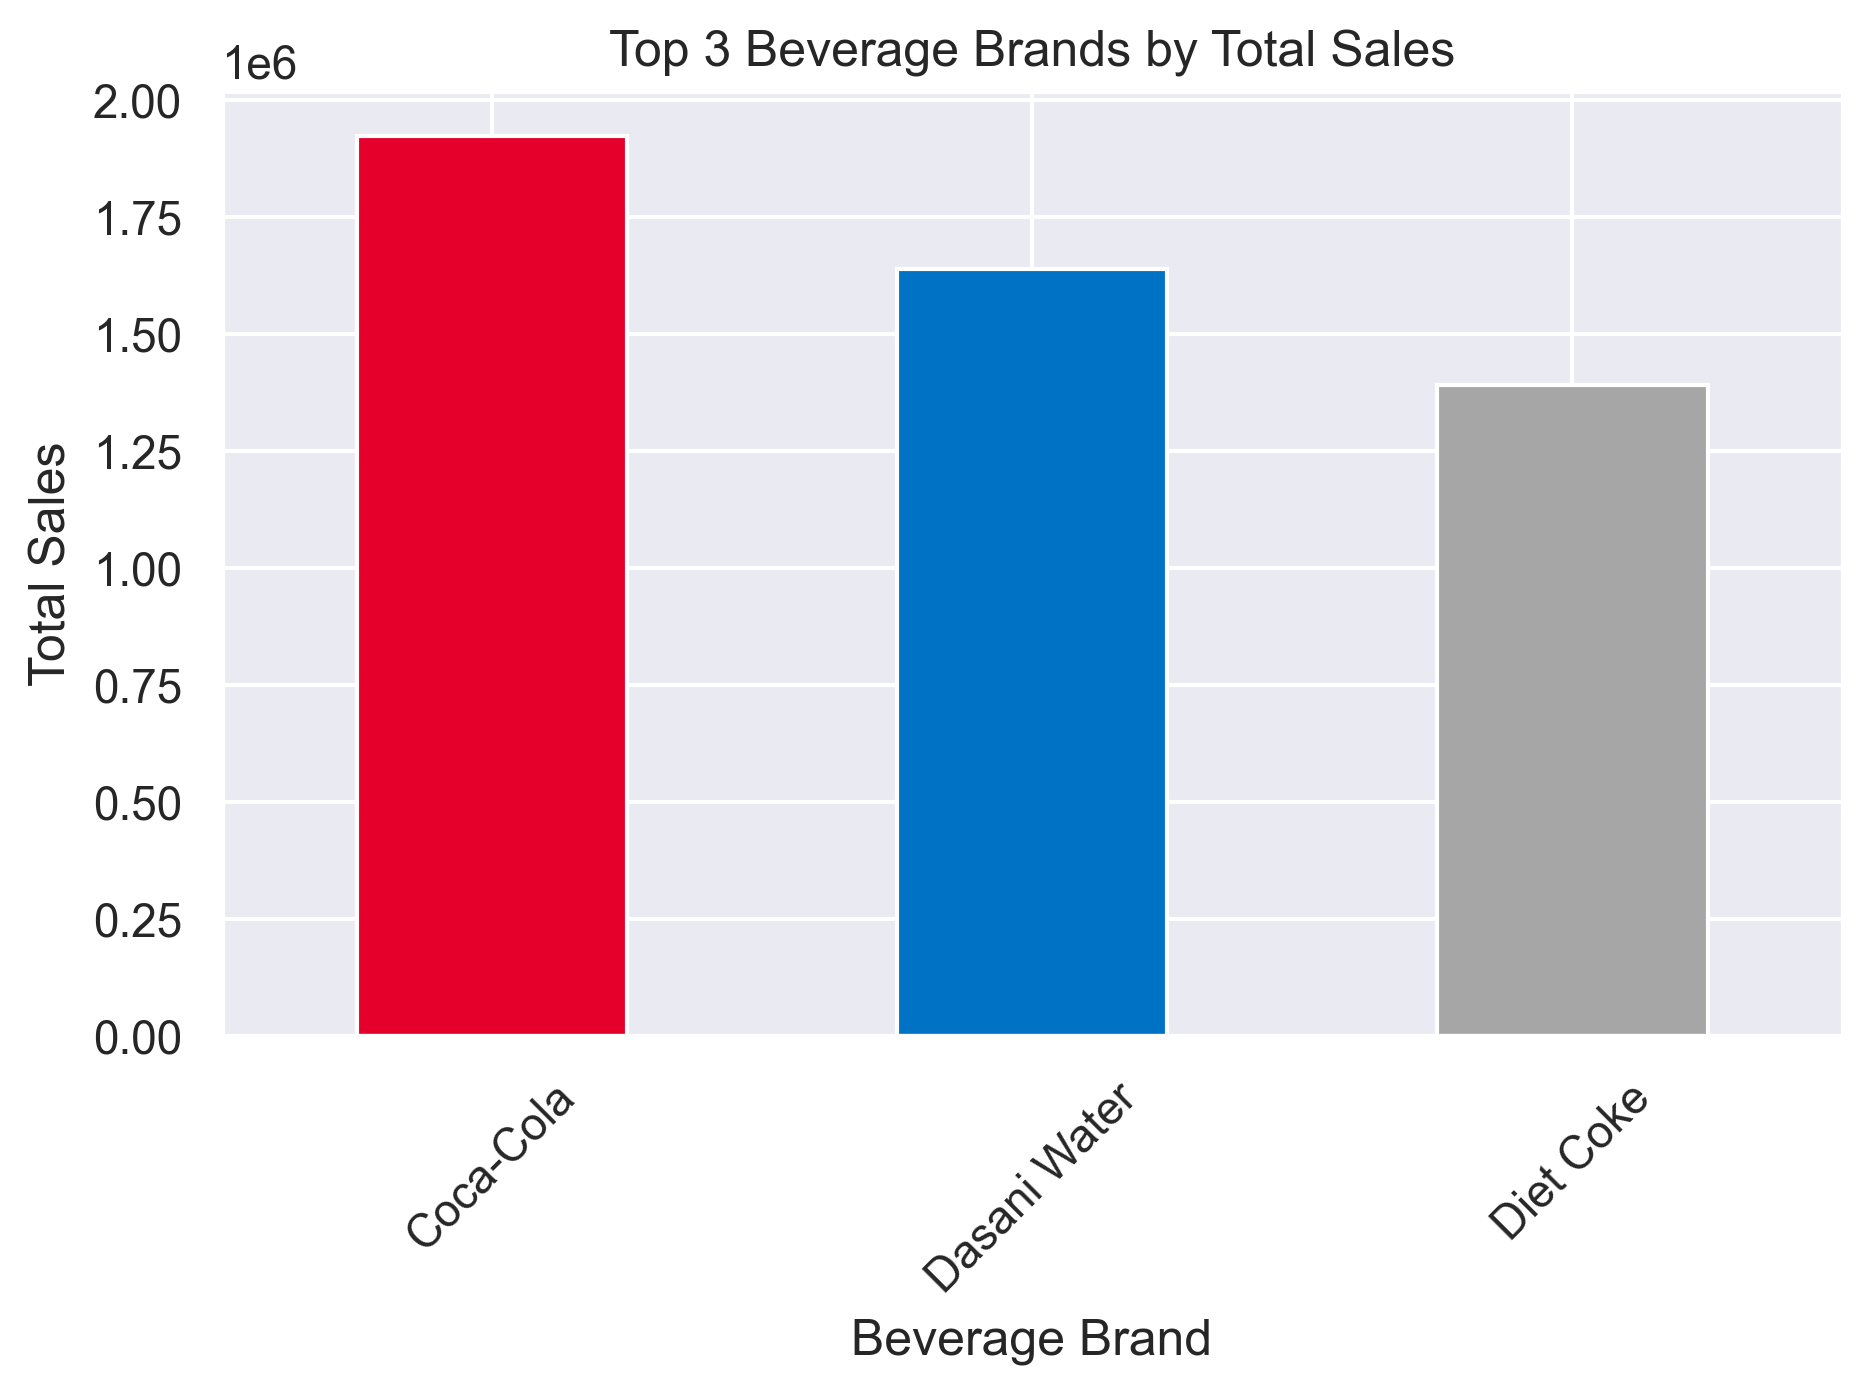 Top 3 Beverage Brands by Total Sales
1e6
2.00
1.75
1.50
1.25
1.00
0.75
0.50
0.25
0.00
Total Sales
Coca-Cola
Dasani Water
Diet Coke
Beverage Brand